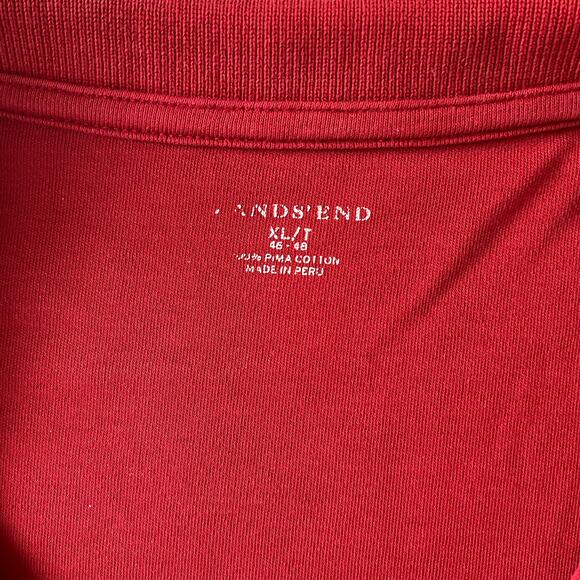 LANDS' END
XL/T
46 - 48
100% PIMA COTTON
MADE IN PERU